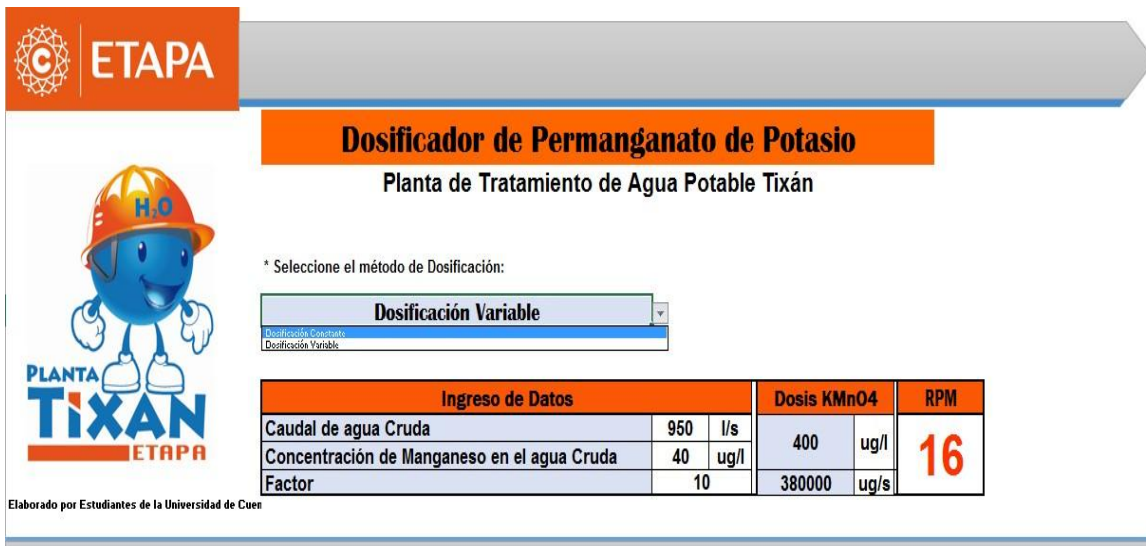 ETAPA
Dosificador de Permanganato de Potasio
Planta de Tratamiento de Agua Potable Tixán
H2O
* Seleccione el método de Dosificación:
Dosificación Variable
Dosificación Constante
Dosificación Variable
PLANTA
TiXAN
ETAPA
Ingreso de Datos Dosis KMnO4 RPM
Caudal de agua Cruda 950 l/s 400 ug/l 16
Concentración de Manganeso en el agua Cruda 40 ug/l
Factor 10 380000 ug/s
Elaborado por Estudiantes de la Universidad de Cuen